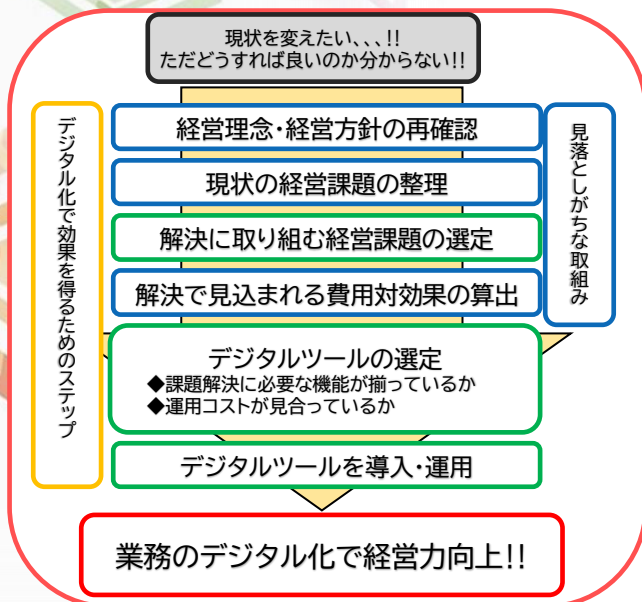 現状を変えたい、、、!!
ただどうすれば良いのか分からない!!
デジタル化で効果を得るためのステップ
経営理念・経営方針の再確認
現状の経営課題の整理
解決に取り組む経営課題の選定
解決で見込まれる費用対効果の算出
見落としがちな取組み
デジタルツールの選定
◆課題解決に必要な機能が揃っているか
◆運用コストが見合っているか
デジタルツールを導入・運用
業務のデジタル化で経営力向上!!